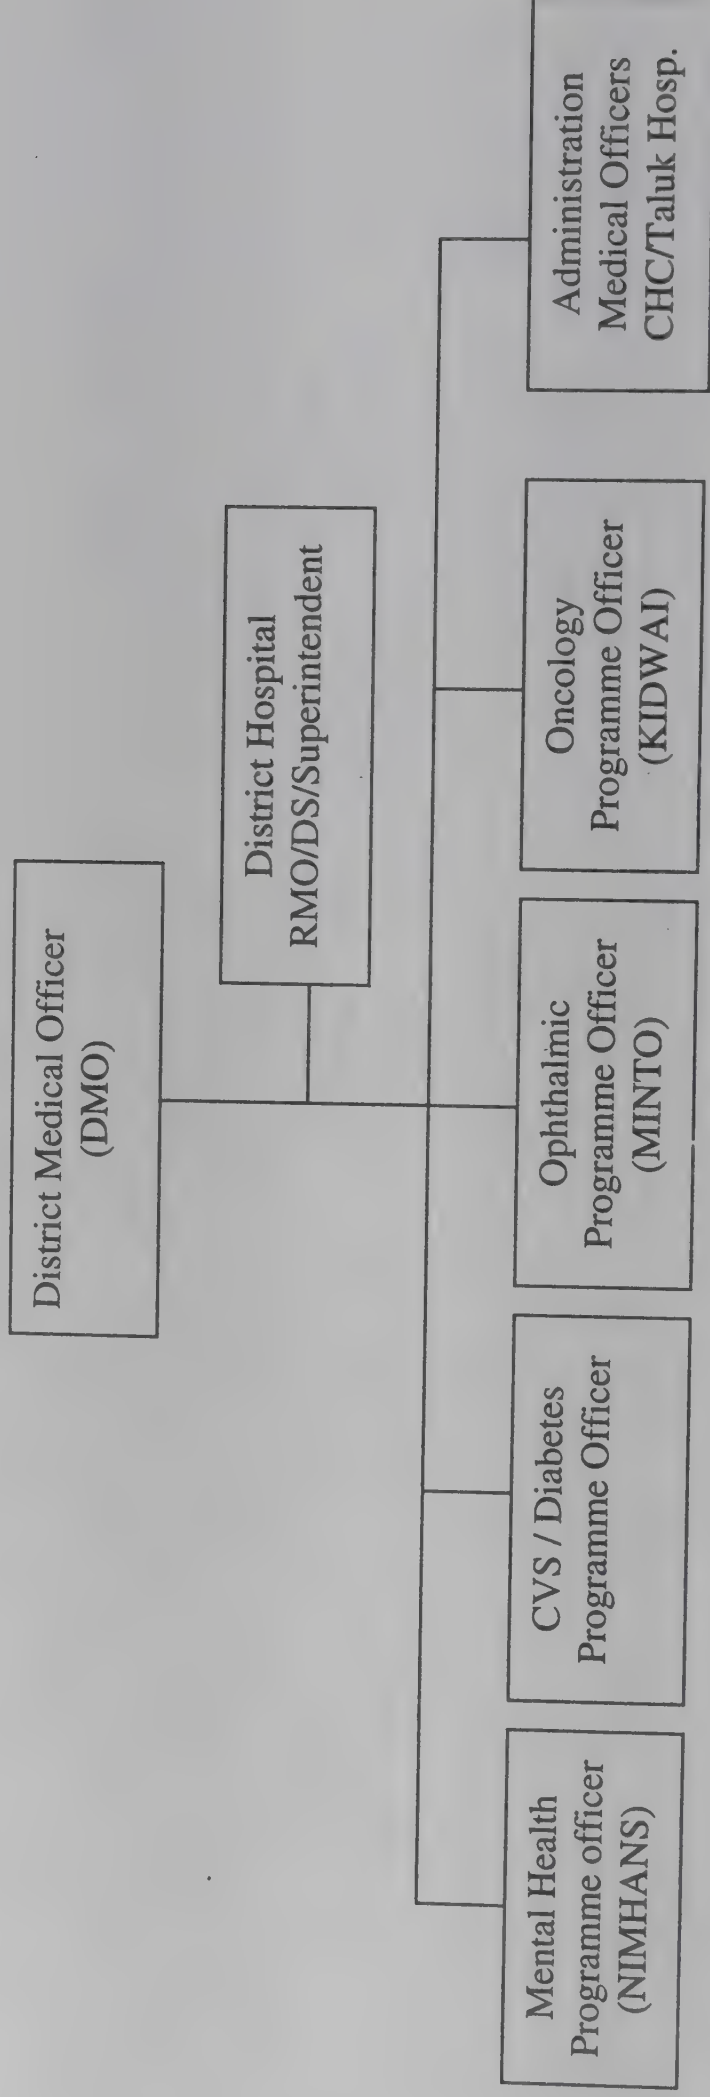 District Medical Officer
(DMO)
District Hospital
RMO/DS/Superintendent
Mental Health
Programme officer
(NIMHANS)
CVS / Diabetes
Programme Officer
Ophthalmic
Programme Officer
(MINTO)
Oncology
Programme Officer
(KIDWAI)
Administration
Medical Officers
CHC/Taluk Hosp.